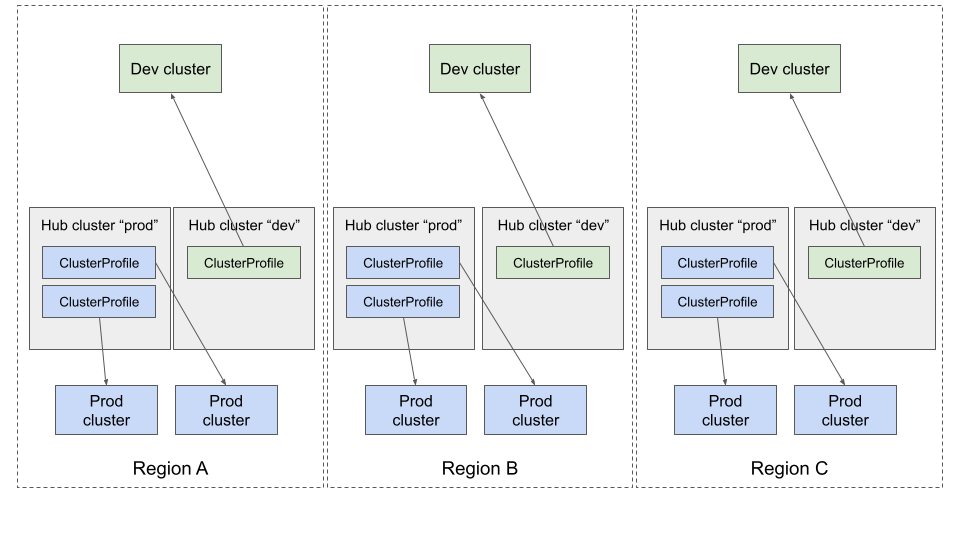 Dev cluster
Hub cluster “prod”
ClusterProfile
ClusterProfile
Hub cluster “dev”
ClusterProfile
Prod
cluster
Prod
cluster
Region A
Dev cluster
Hub cluster “prod”
ClusterProfile
ClusterProfile
Hub cluster “dev”
ClusterProfile
Prod
cluster
Prod
cluster
Region B
Dev cluster
Hub cluster “prod”
ClusterProfile
ClusterProfile
Hub cluster “dev”
ClusterProfile
Prod
cluster
Prod
cluster
Region C